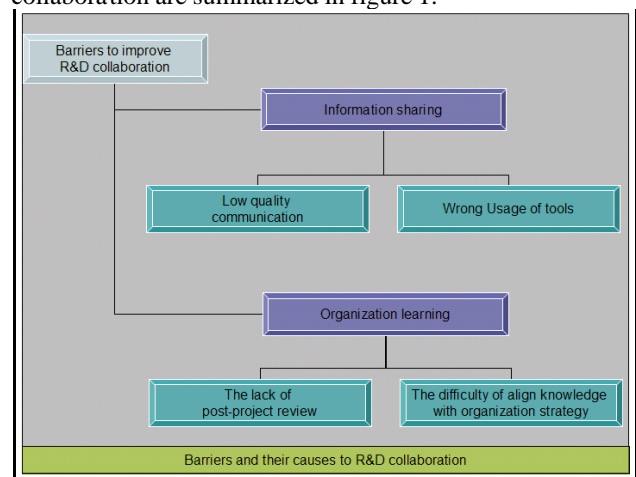 collaboration are summarized in figure 1.
Barriers to improve
R&D collaboration
Information sharing
Low quality
communication
Wrong Usage of tools
Organization learning
The lack of
post-project review
The difficulty of align knowledge
with organization strategy
Barriers and their causes to R&D collaboration